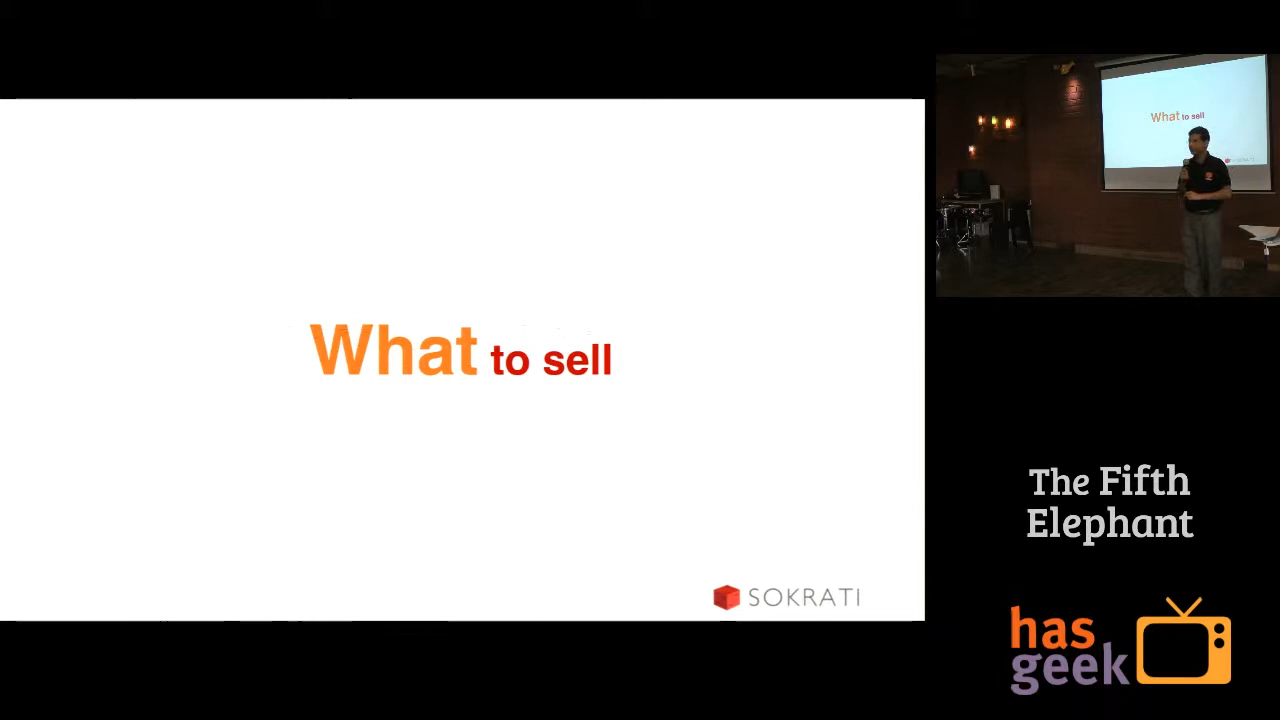 What to sell
SOKRATI
What to sell
The Fifth
Elephant
has
geek